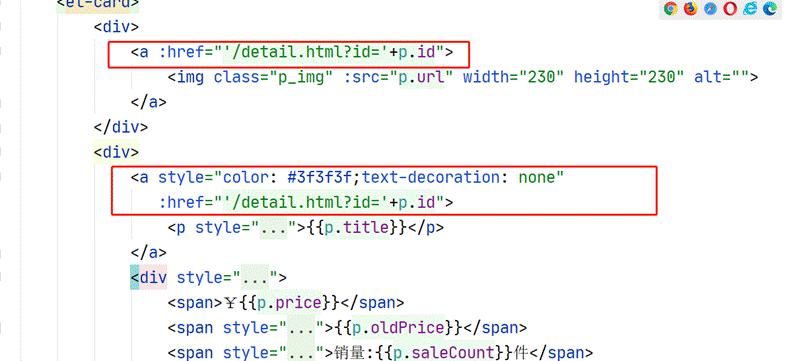 <el-card>
<div>
<a :href="'/detail.html?id='+p.id">
<img class="p_img" :src="p.url" width="230" height="230" alt="">
</a>
</div>
<div>
<a style="color: #3f3f3f;text-decoration: none"
:href="'/detail.html?id='+p.id">
<p style="...">{{p.title}}</p>
</a>
<div style="...">
<span>¥{{p.price}}</span>
<span style="...">{{p.oldPrice}}</span>
<span style="...">销量:{{p.saleCount}}件</span>